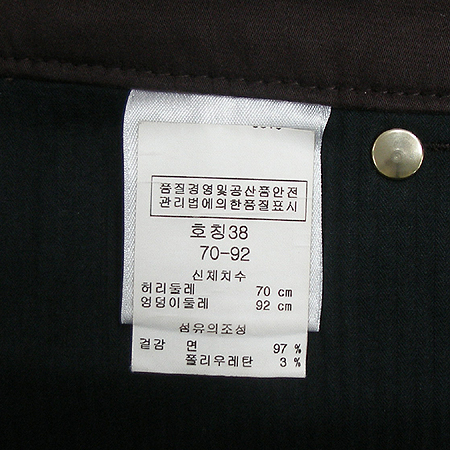 품질경영및공산품안전
관리법에의한품질표시
호칭38
70-92
신체치수
허리둘레 70 cm
엉덩이둘레 92 cm
섬유의조성
겉감 면 97 %
폴리우레탄 3 %